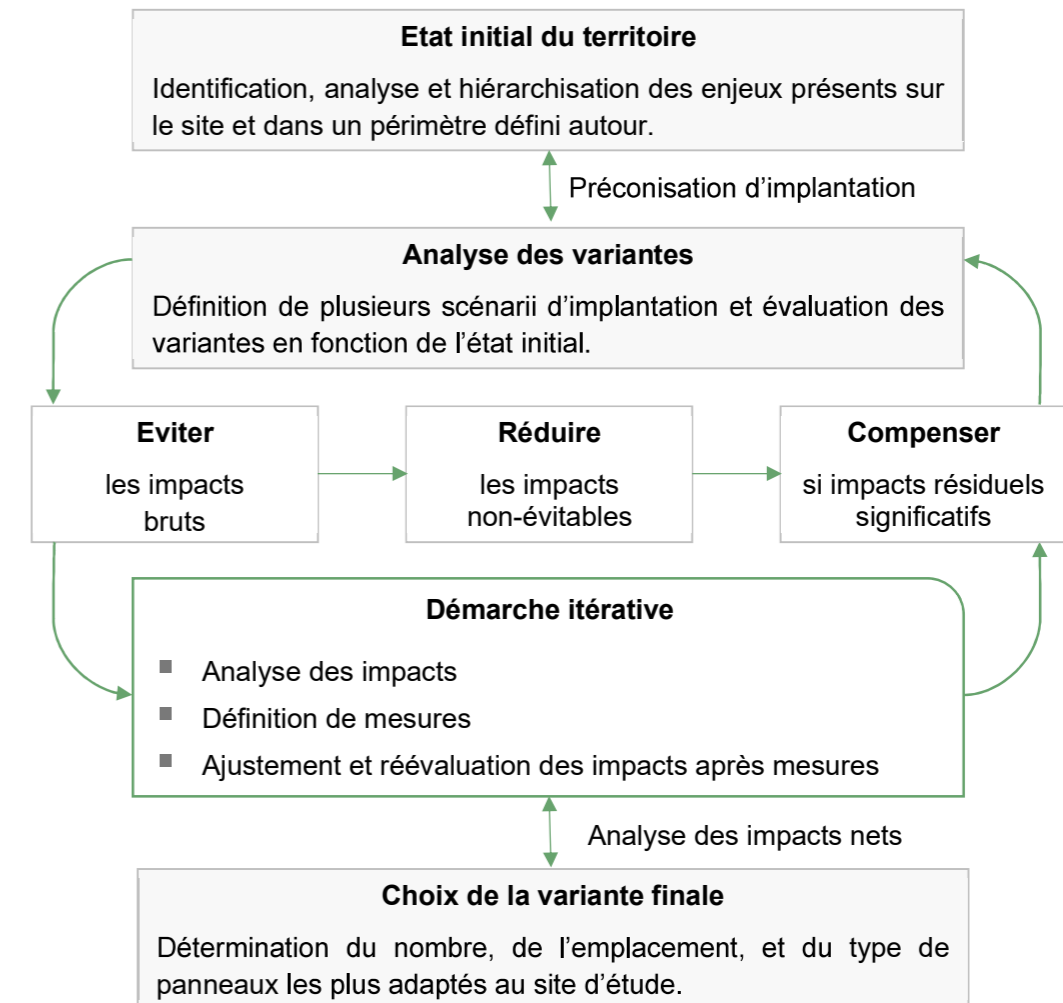 Etat initial du territoire
Identification, analyse et hiérarchisation des enjeux présents sur
le site et dans un périmètre défini autour.
Préconisation d’implantation
Analyse des variantes
Définition de plusieurs scénarii d’implantation et évaluation des
variantes en fonction de l’état initial.
Eviter
les impacts
bruts
Réduire
les impacts
non-évitables
Compenser
si impacts résiduels
significatifs
Démarche itérative
▪ Analyse des impacts
▪ Définition de mesures
▪ Ajustement et réévaluation des impacts après mesures
Analyse des impacts nets
Choix de la variante finale
Détermination du nombre, de l’emplacement, et du type de
panneaux les plus adaptés au site d’étude.